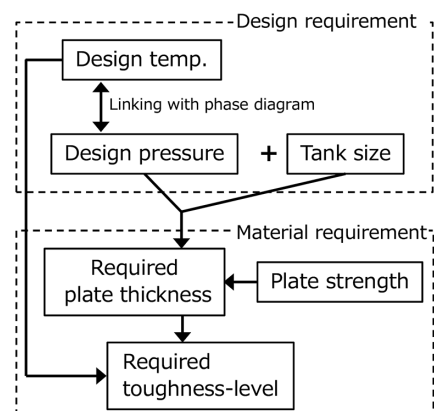 Design requirement
Design temp.
Linking with phase diagram
Design pressure + Tank size
Material requirement
Required
plate thickness
Plate strength
Required
toughness-level